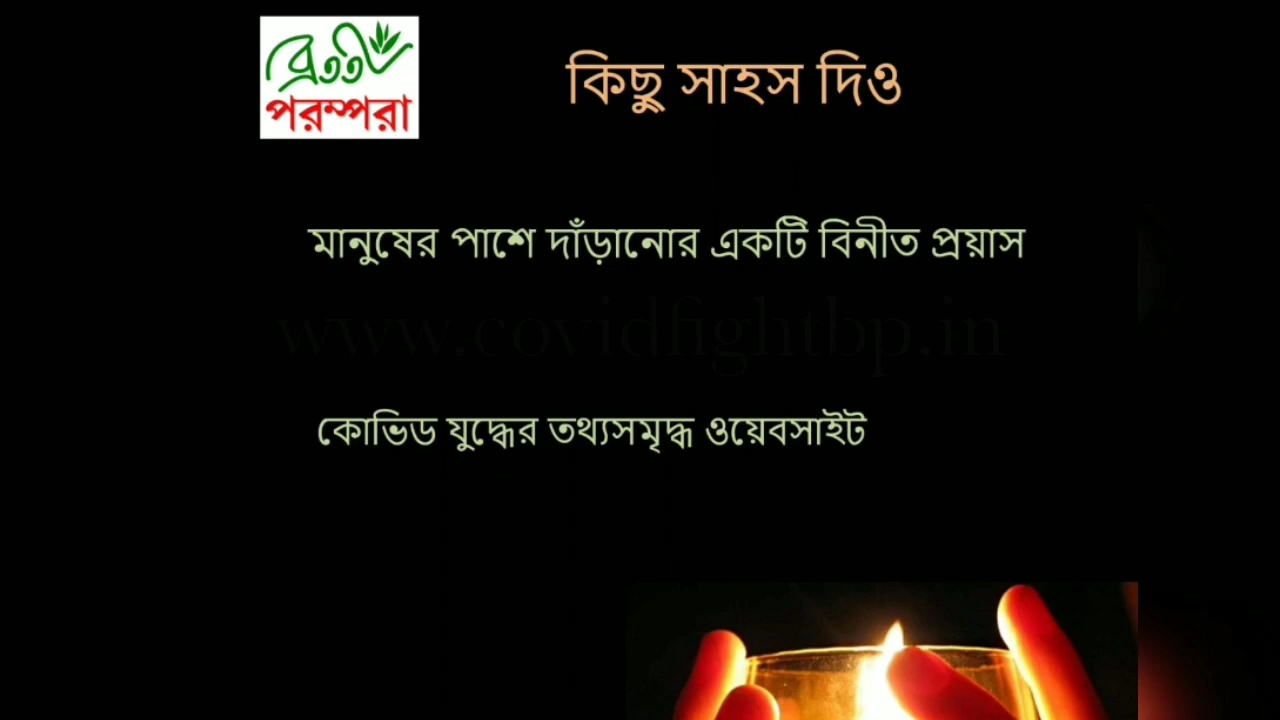 ব্রততী
পরম্পরা
কিছু সাহস দিও
মানুষের পাশে দাঁড়ানোর একটি বিনীত প্রয়াস
www.covidfightbp.in
কোভিড যুদ্ধের তথ্যসমৃদ্ধ ওয়েবসাইট